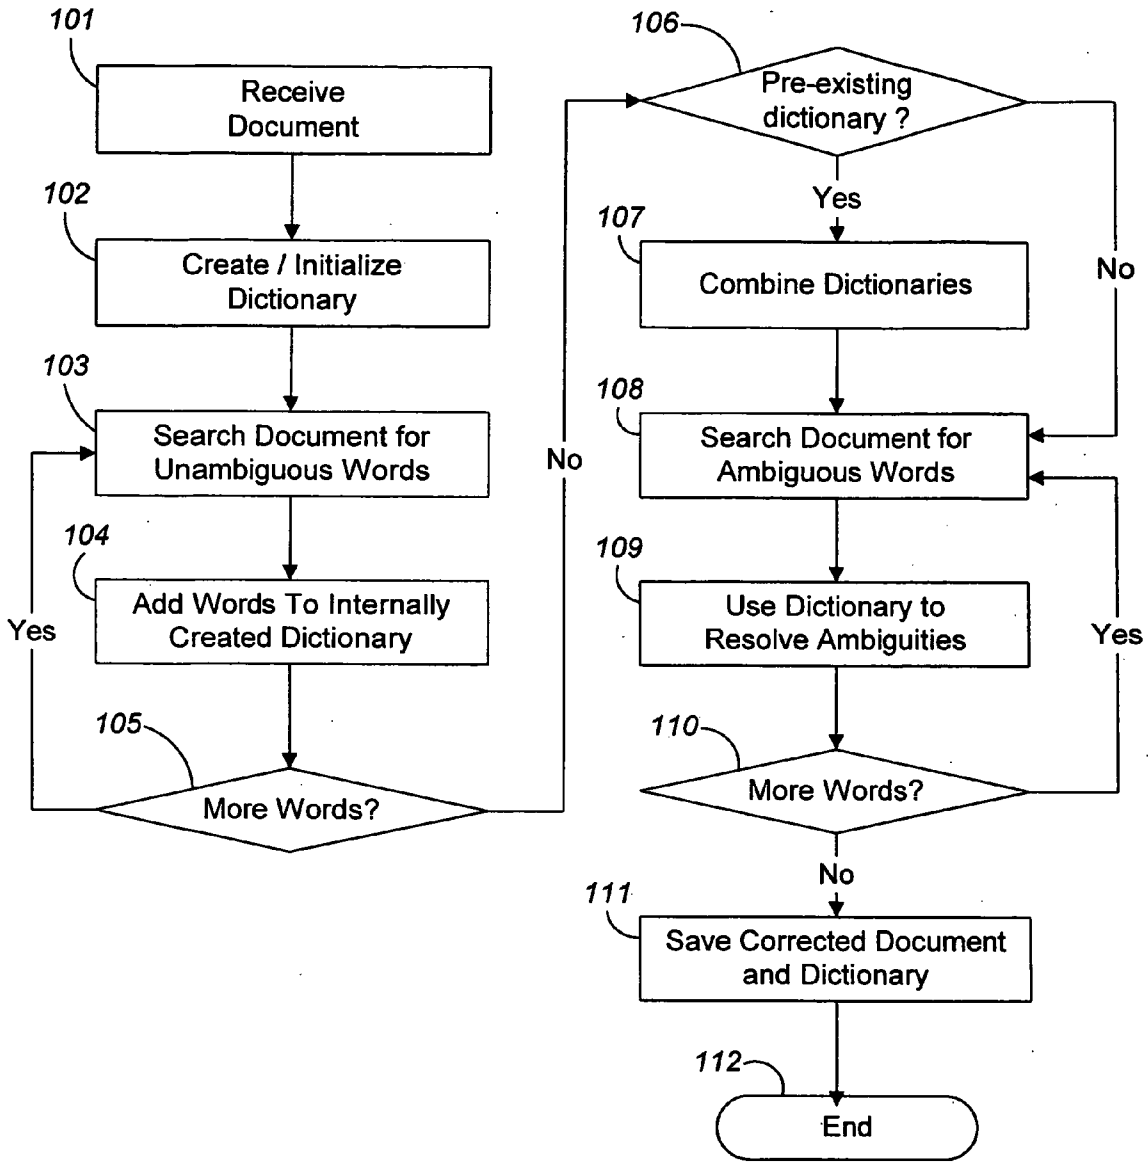 101
Receive
Document
102
Create / Initialize
Dictionary
103
Search Document for
Unambiguous Words
104
Add Words To Internally
Created Dictionary
Yes
105
More Words?
No
106
Pre-existing
dictionary ?
Yes
No
107
Combine Dictionaries
108
Search Document for
Ambiguous Words
109
Use Dictionary to
Resolve Ambiguities
Yes
110
More Words?
No
111
Save Corrected Document
and Dictionary
112
End